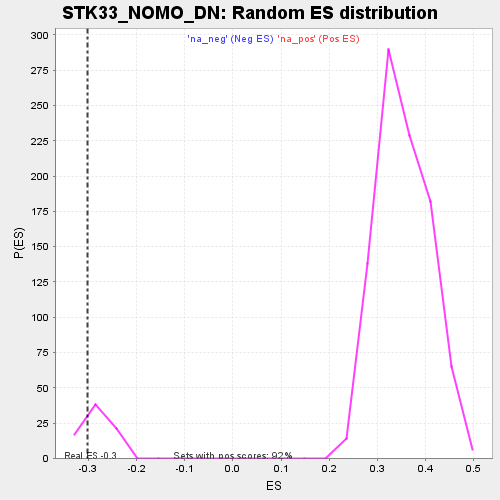 STK33_NOMO_DN: Random ES distribution
'na_neg' (Neg ES) 'na_pos' (Pos ES)
300
275
250
225
200
175
150
125
100
75
50
25
0
P(ES)
Real ES -0.3
Sets with pos scores: 92%
-0.3 -0.2 -0.1 0.0 0.1 0.2 0.3 0.4 0.5
ES